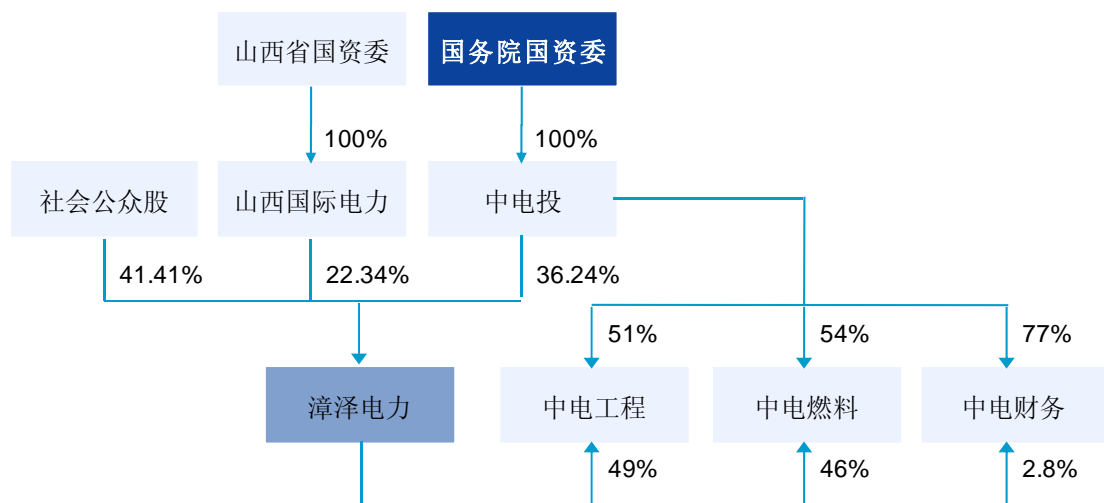 山西省国资委
国务院国资委
100%
100%
社会公众股
山西国际电力
中电投
41.41%
22.34%
36.24%
51%
54%
77%
漳泽电力
中电工程
中电燃料
中电财务
49%
46%
2.8%